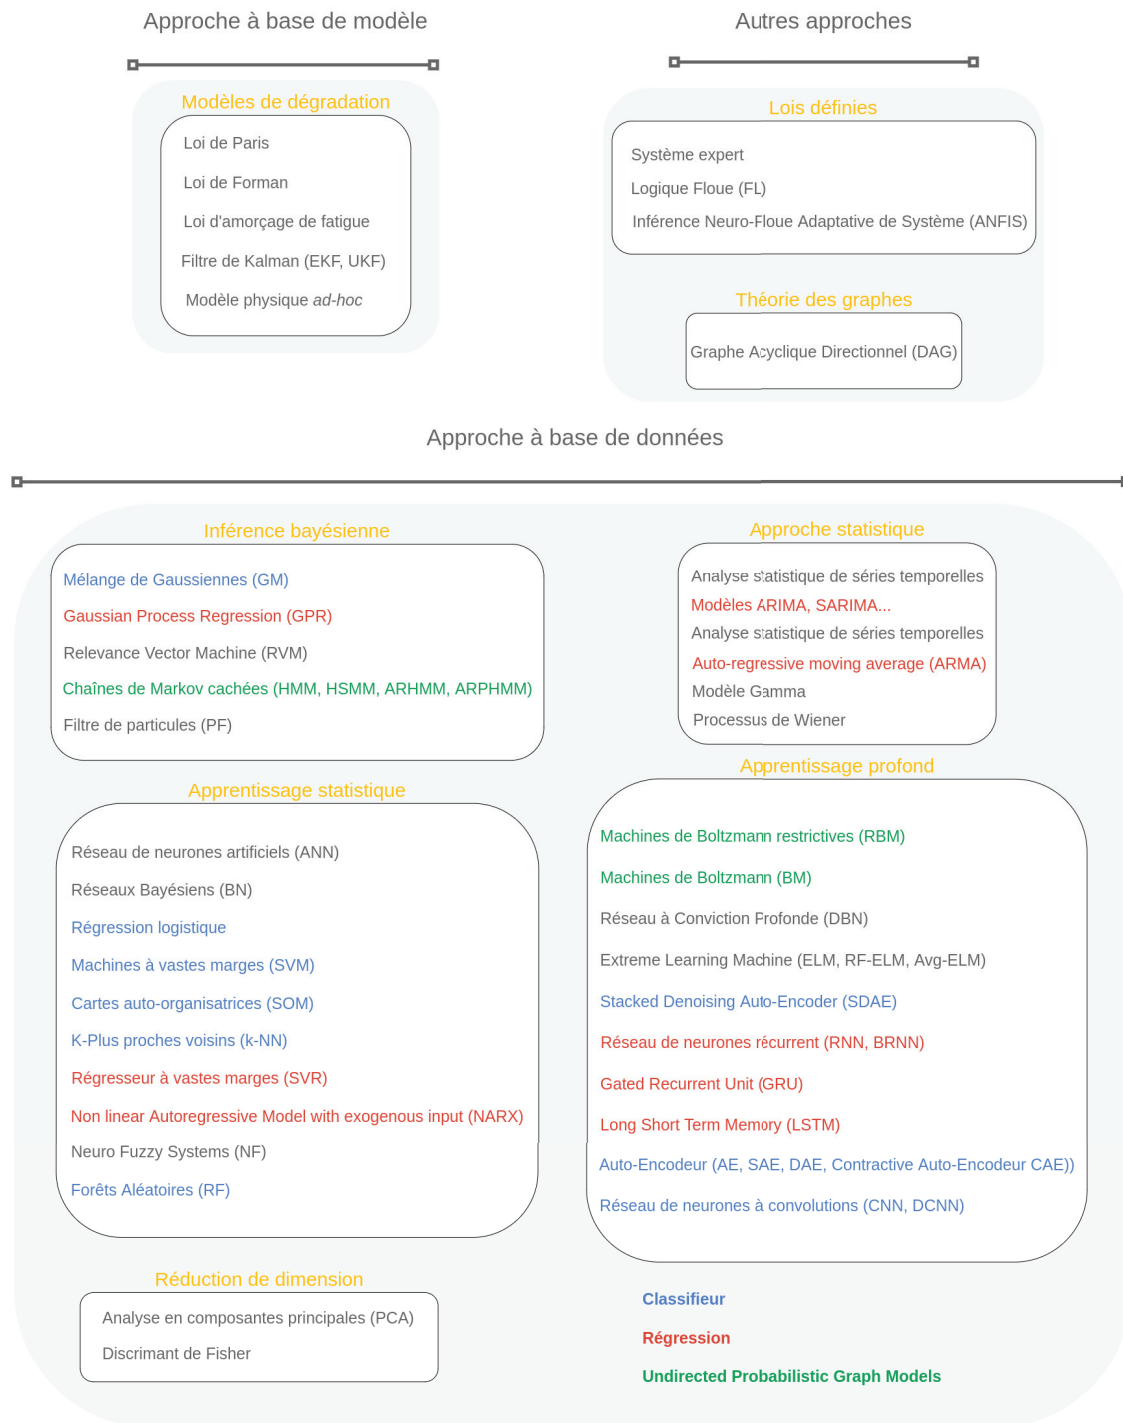 Approche à base de modèle
Modèles de dégradation
Loi de Paris
Loi de Forman
Loi d'amorçage de fatigue
Filtre de Kalman (EKF, UKF)
Modèle physique ad-hoc
Autres approches
Lois définies
Système expert
Logique Floue (FL)
Inférence Neuro-Floue Adaptative de Système (ANFIS)
Théorie des graphes
Graphe Acyclique Directionnel (DAG)
Approche à base de données
Inférence bayésienne
Mélange de Gaussiennes (GM)
Gaussian Process Regression (GPR)
Relevance Vector Machine (RVM)
Chaînes de Markov cachées (HMM, HSMM, ARHMM, ARPHMM)
Filtre de particules (PF)
Approche statistique
Analyse statistique de séries temporelles
Modèles ARIMA, SARIMA...
Analyse statistique de séries temporelles
Auto-regressive moving average (ARMA)
Modèle Gamma
Processus de Wiener
Apprentissage statistique
Réseau de neurones artificiels (ANN)
Réseaux Bayésiens (BN)
Régression logistique
Machines à vastes marges (SVM)
Cartes auto-organisatrices (SOM)
K-Plus proches voisins (k-NN)
Régresseur à vastes marges (SVR)
Non linear Autoregressive Model with exogenous input (NARX)
Neuro Fuzzy Systems (NF)
Forêts Aléatoires (RF)
Apprentissage profond
Machines de Boltzmann restrictives (RBM)
Machines de Boltzmann (BM)
Réseau à Conviction Profonde (DBN)
Extreme Learning Machine (ELM, RF-ELM, Avg-ELM)
Stacked Denoising Auto-Encoder (SDAE)
Réseau de neurones récurrent (RNN, BRNN)
Gated Recurrent Unit (GRU)
Long Short Term Memory (LSTM)
Auto-Encodeur (AE, SAE, DAE, Contractive Auto-Encodeur CAE))
Réseau de neurones à convolutions (CNN, DCNN)
Réduction de dimension
Analyse en composantes principales (PCA)
Discrimant de Fisher
Classifieur
Régression
Undirected Probabilistic Graph Models